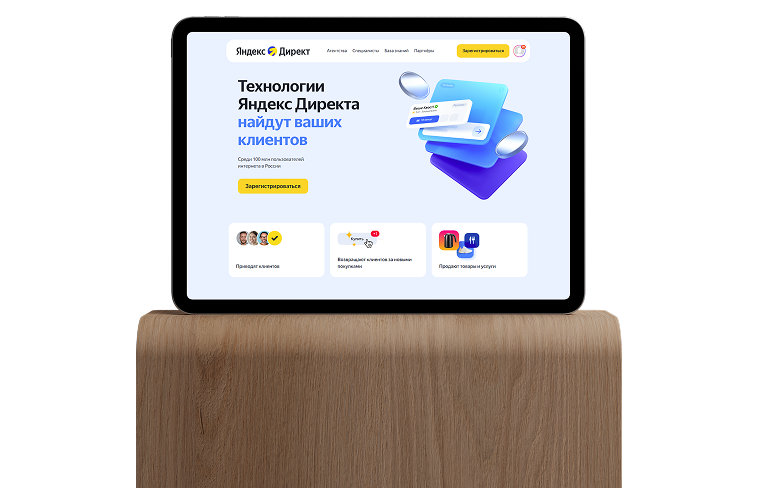 Яндекс Директ
Агентства Специалисты База знаний Партнёры
Зарегистрироваться
Технологии
Яндекс Директа
найдут ваших
клиентов
Среди 100 млн пользователей
интернета в России
Зарегистрироваться
Приводят клиентов
Купить
+1
Возвращают клиентов за новыми
покупками
Продают товары и услуги